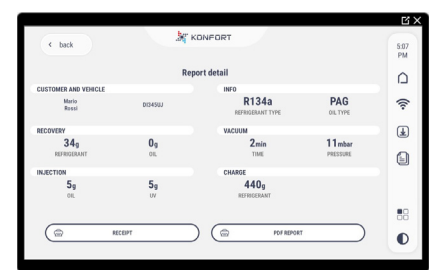 back
KONFORT
5:07
PM
Report detail
CUSTOMER AND VEHICLE
Mario
Rossi
DI345UJ
INFO
R134a
REFRIGERANT TYPE
PAG
OIL TYPE
RECOVERY
34g
REFRIGERANT
0g
OIL
VACUUM
2min
TIME
11mbar
PRESSURE
INJECTION
5g
OIL
5g
UV
CHARGE
440g
REFRIGERANT
RECEIPT
PDF REPORT